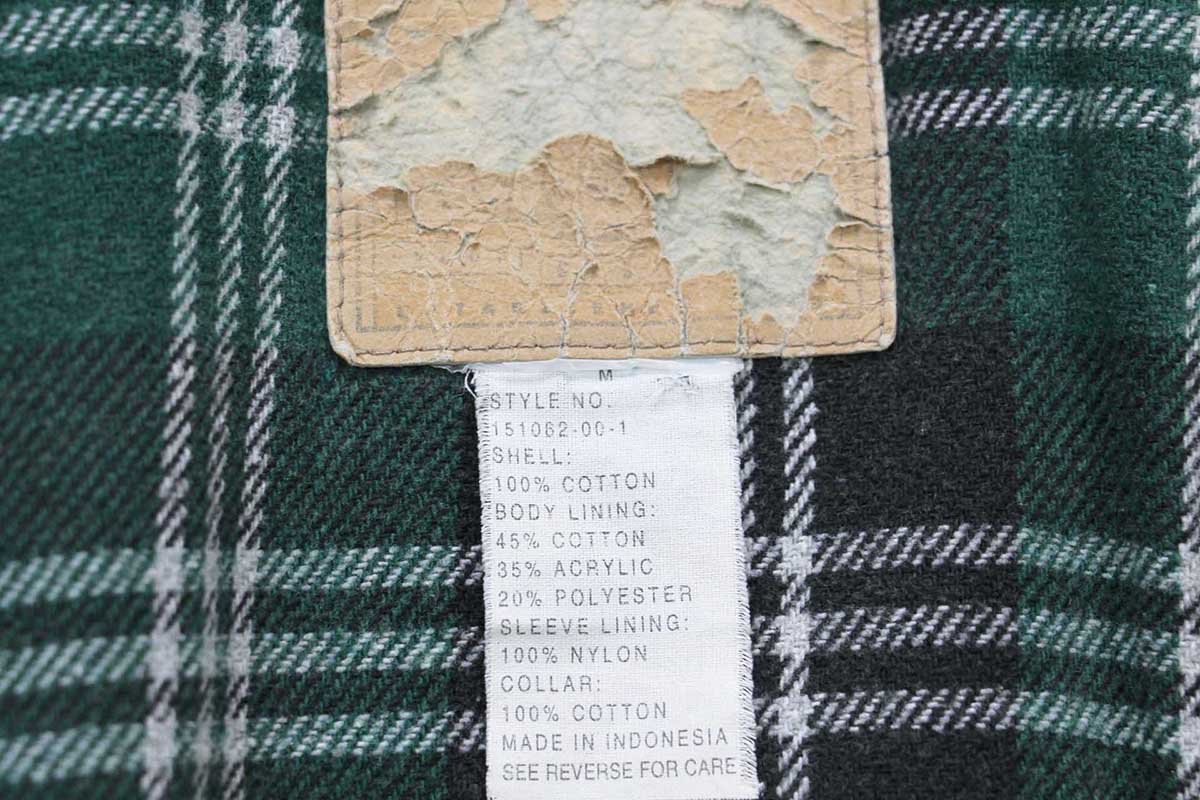 M
STYLE NO.
151062-00-1
SHELL:
100% COTTON
BODY LINING:
45% COTTON
35% ACRYLIC
20% POLYESTER
SLEEVE LINING:
100% NYLON
COLLAR:
100% COTTON
MADE IN INDONESIA
SEE REVERSE FOR CARE